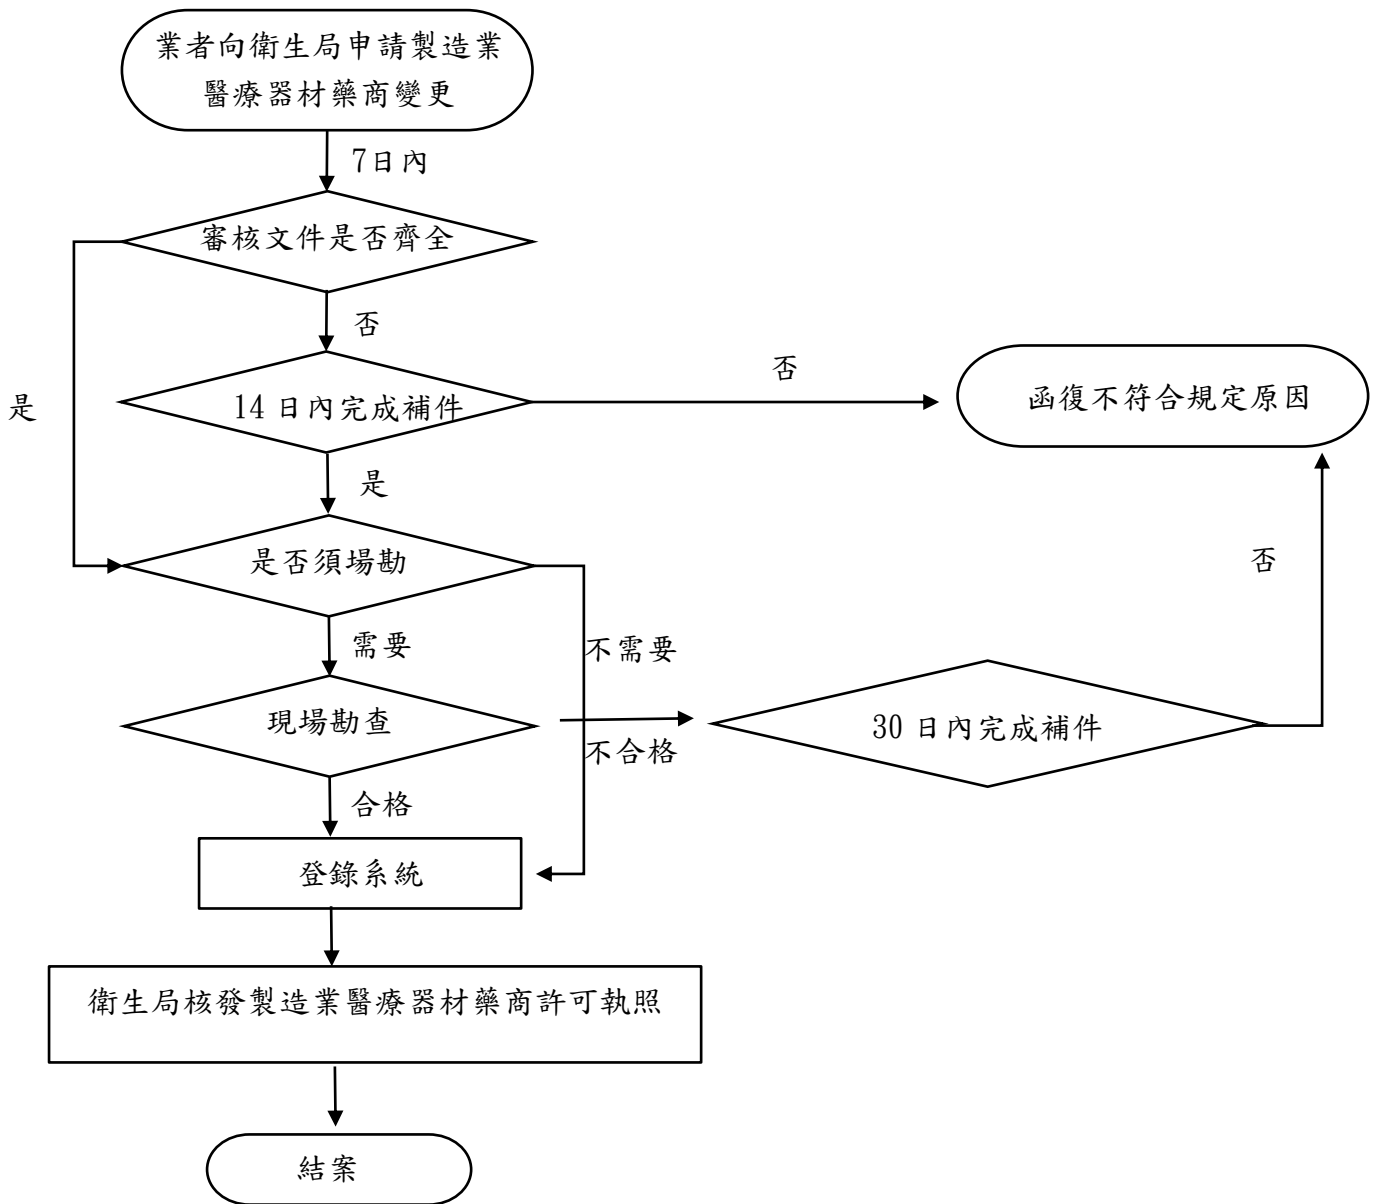 業者向衛生局申請製造業
醫療器材藥商變更
7日內
審核文件是否齊全
否
是
14 日內完成補件
否
函復不符合規定原因
是
是否須場勘
否
需要
不需要
現場勘查
不合格
30 日內完成補件
合格
登錄系統
衛生局核發製造業醫療器材藥商許可執照
結案